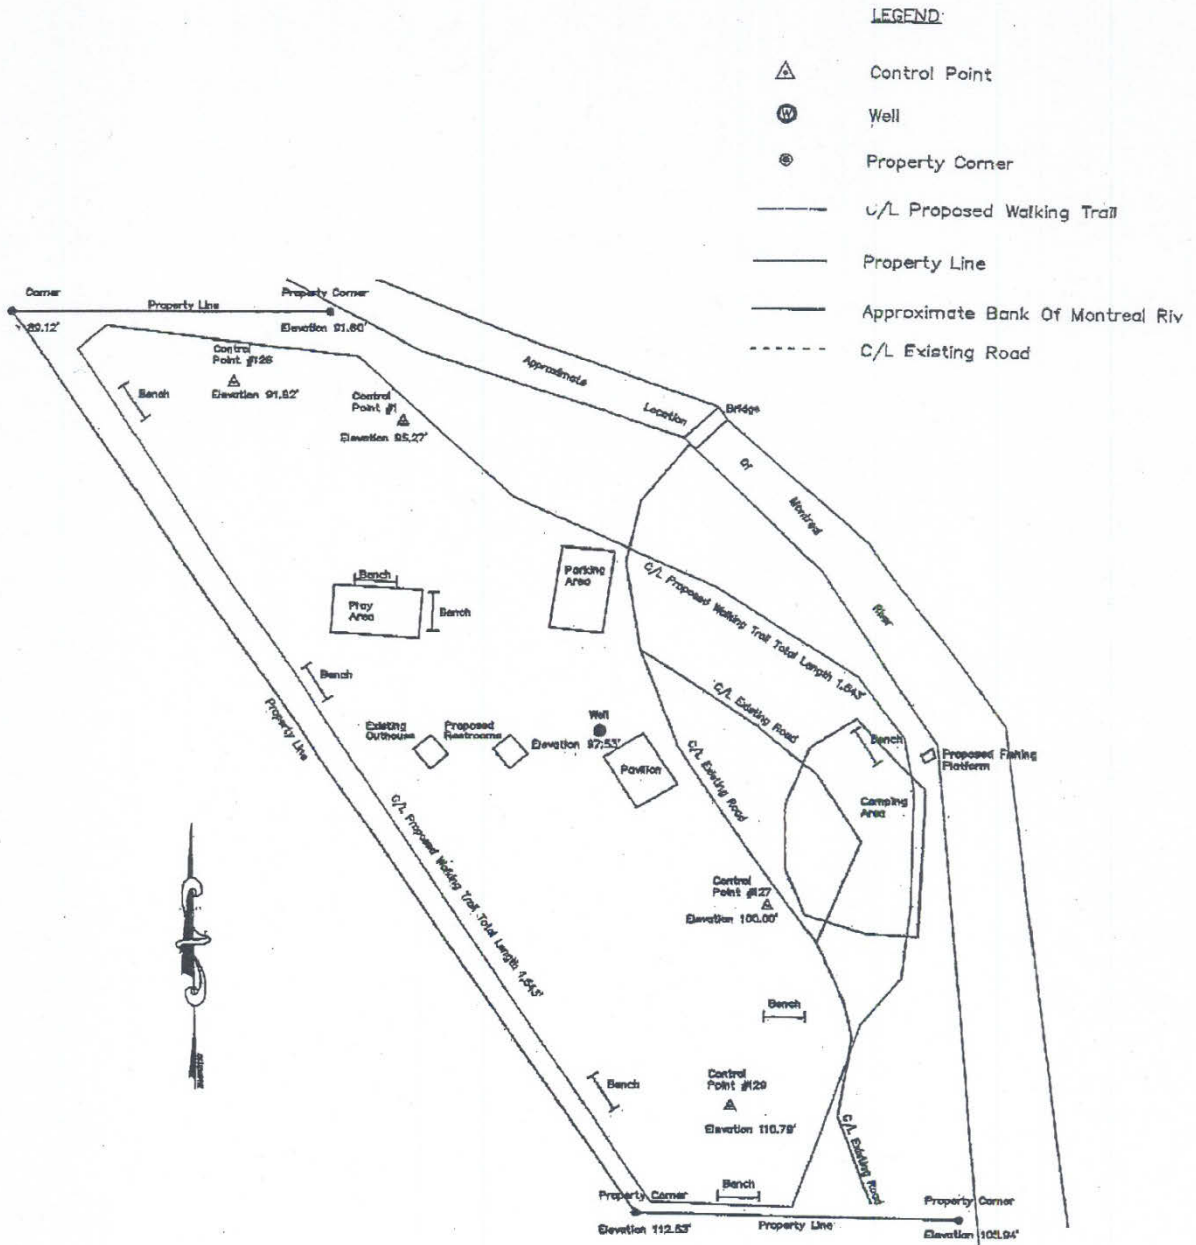 LEGEND
Control Point
W
Well
Property Corner
C/L Proposed Walking Trail
Property Line
Approximate Bank Of Montreal Riv
C/L Existing Road
Corner
Property Line
Property Corner
89.12'
Elevation 91.60'
Control
Point #126
Elevation 91.82'
Bench
Control
Point #1
Elevation 95.27'
Approximate
Location
Bridge
Of
Montreal
River
Parking
Area
Bench
Play
Area
Bench
C/L Proposed Walking Trail Total Length 1,643'
Bench
Property Line
C/L Existing Road
Existing
Outhouse
Proposed
Restrooms
Well
Elevation 97.53'
Pavilion
C/L Existing Road
Bench
Proposed Fishing
Platform
Camping
Area
C/L Proposed Walking Trail Total Length 1,643'
Control
Point #127
Elevation 100.00'
Bench
Bench
Control
Point #129
Elevation 110.79'
C/L Existing Road
Bench
Property Corner
Elevation 112.53'
Property Line
Property Corner